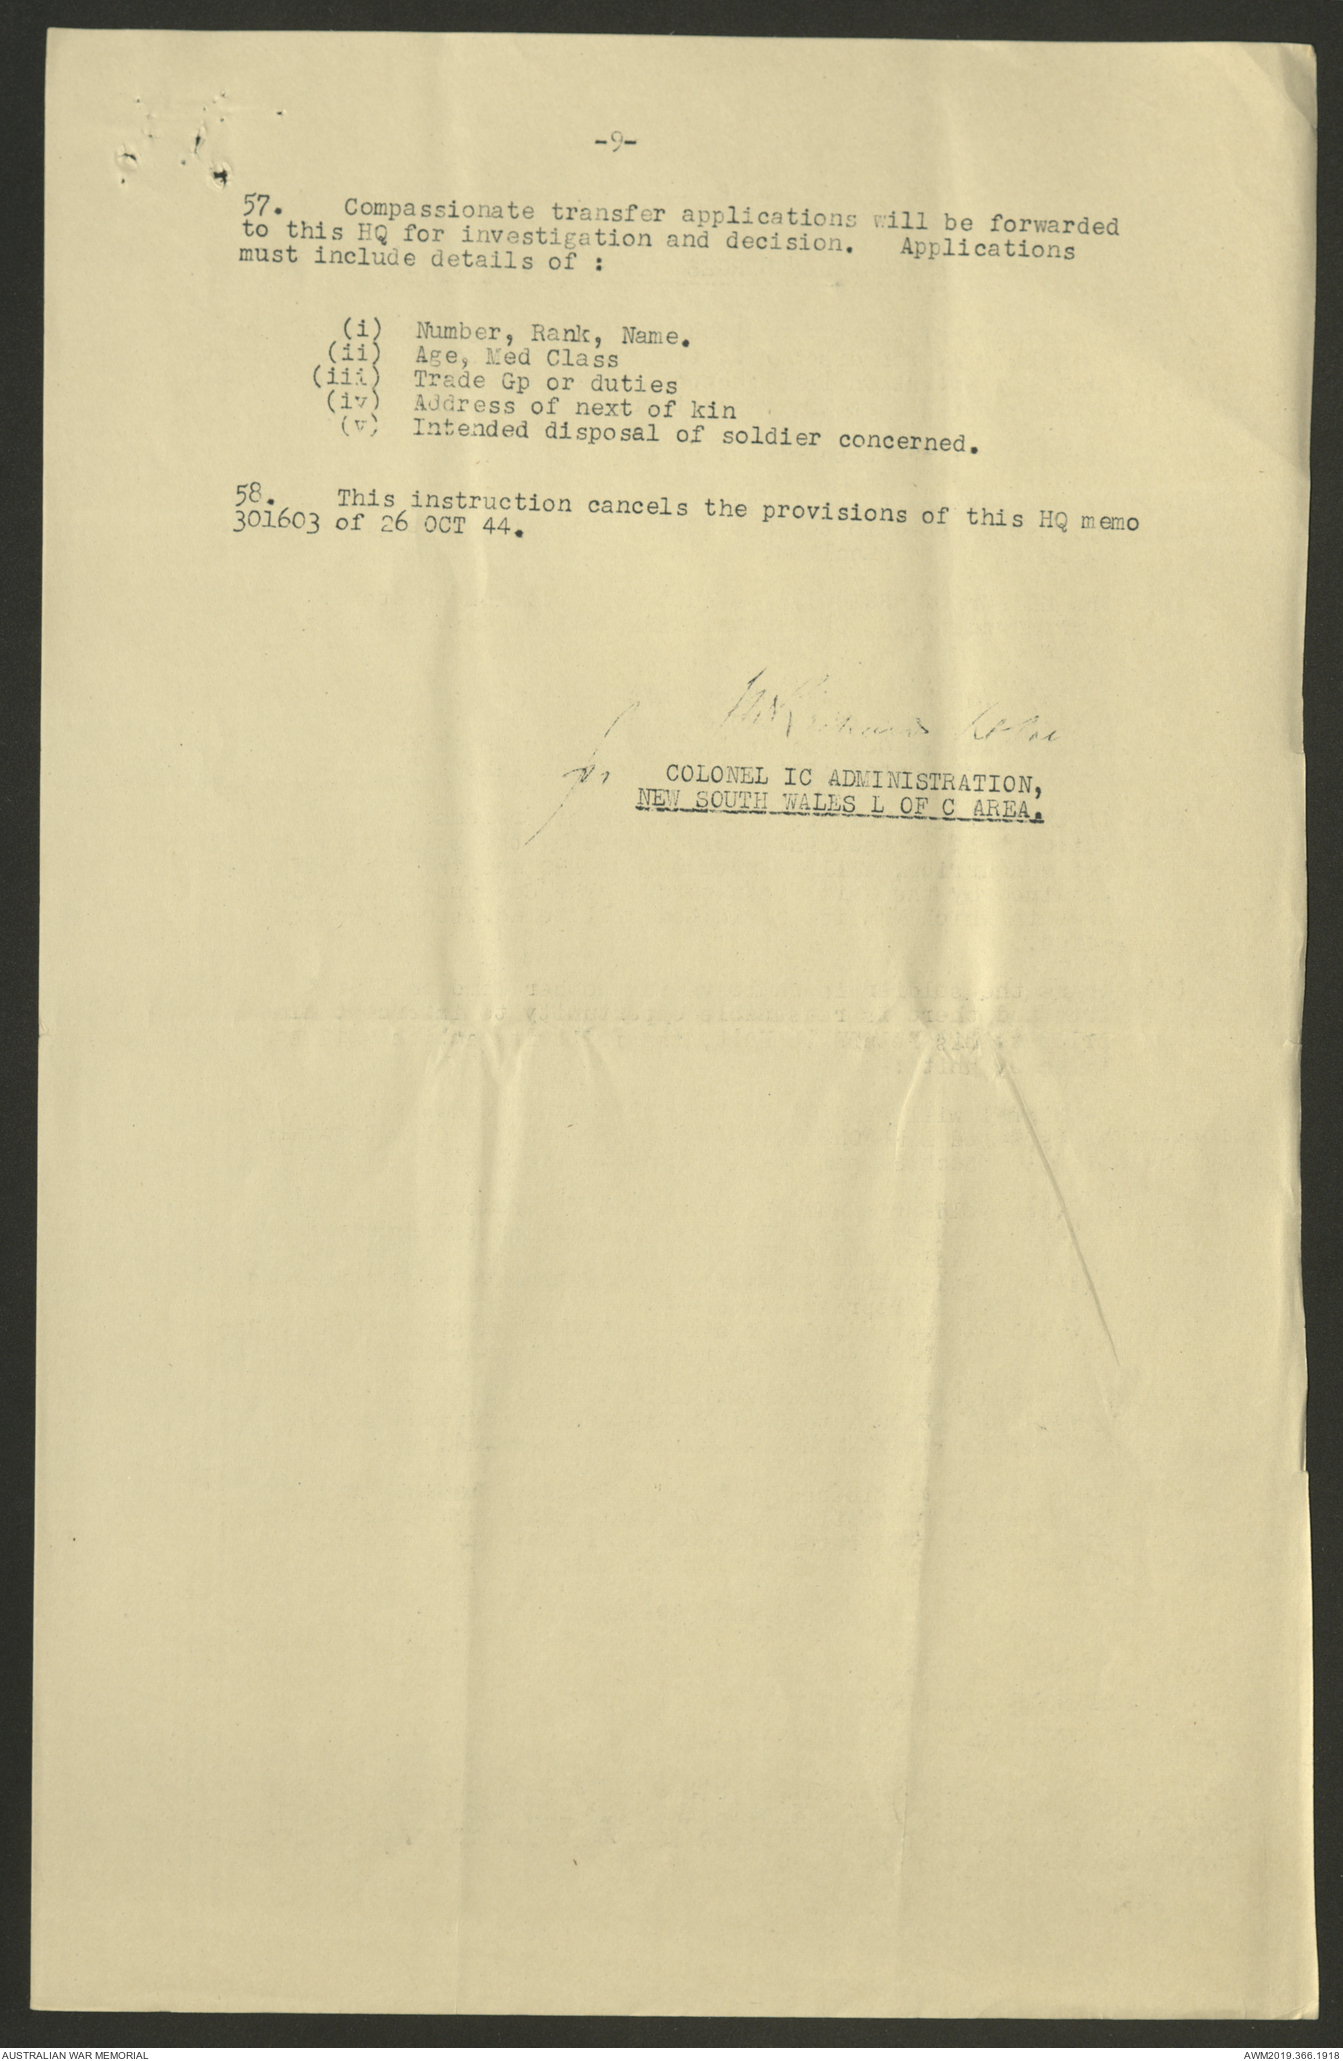 -9-
57. Compassionate transfer applications will be forwarded
to this HQ for investigation and decision. Applications
must include details of :
(i) Number, Rank, Name.
(ii) Age, Med Class
(iii) Trade Gp or duties
(iv) Address of next of kin
(v) Intended disposal of soldier concerned.
58. This instruction cancels the provisions of this HQ memo
301603 of 26 OCT 44.
COLONEL IC ADMINISTRATION,
NEW SOUTH WALES L OF C AREA.
AUSTRALIAN WAR MEMORIAL
AWM2019.366.1918